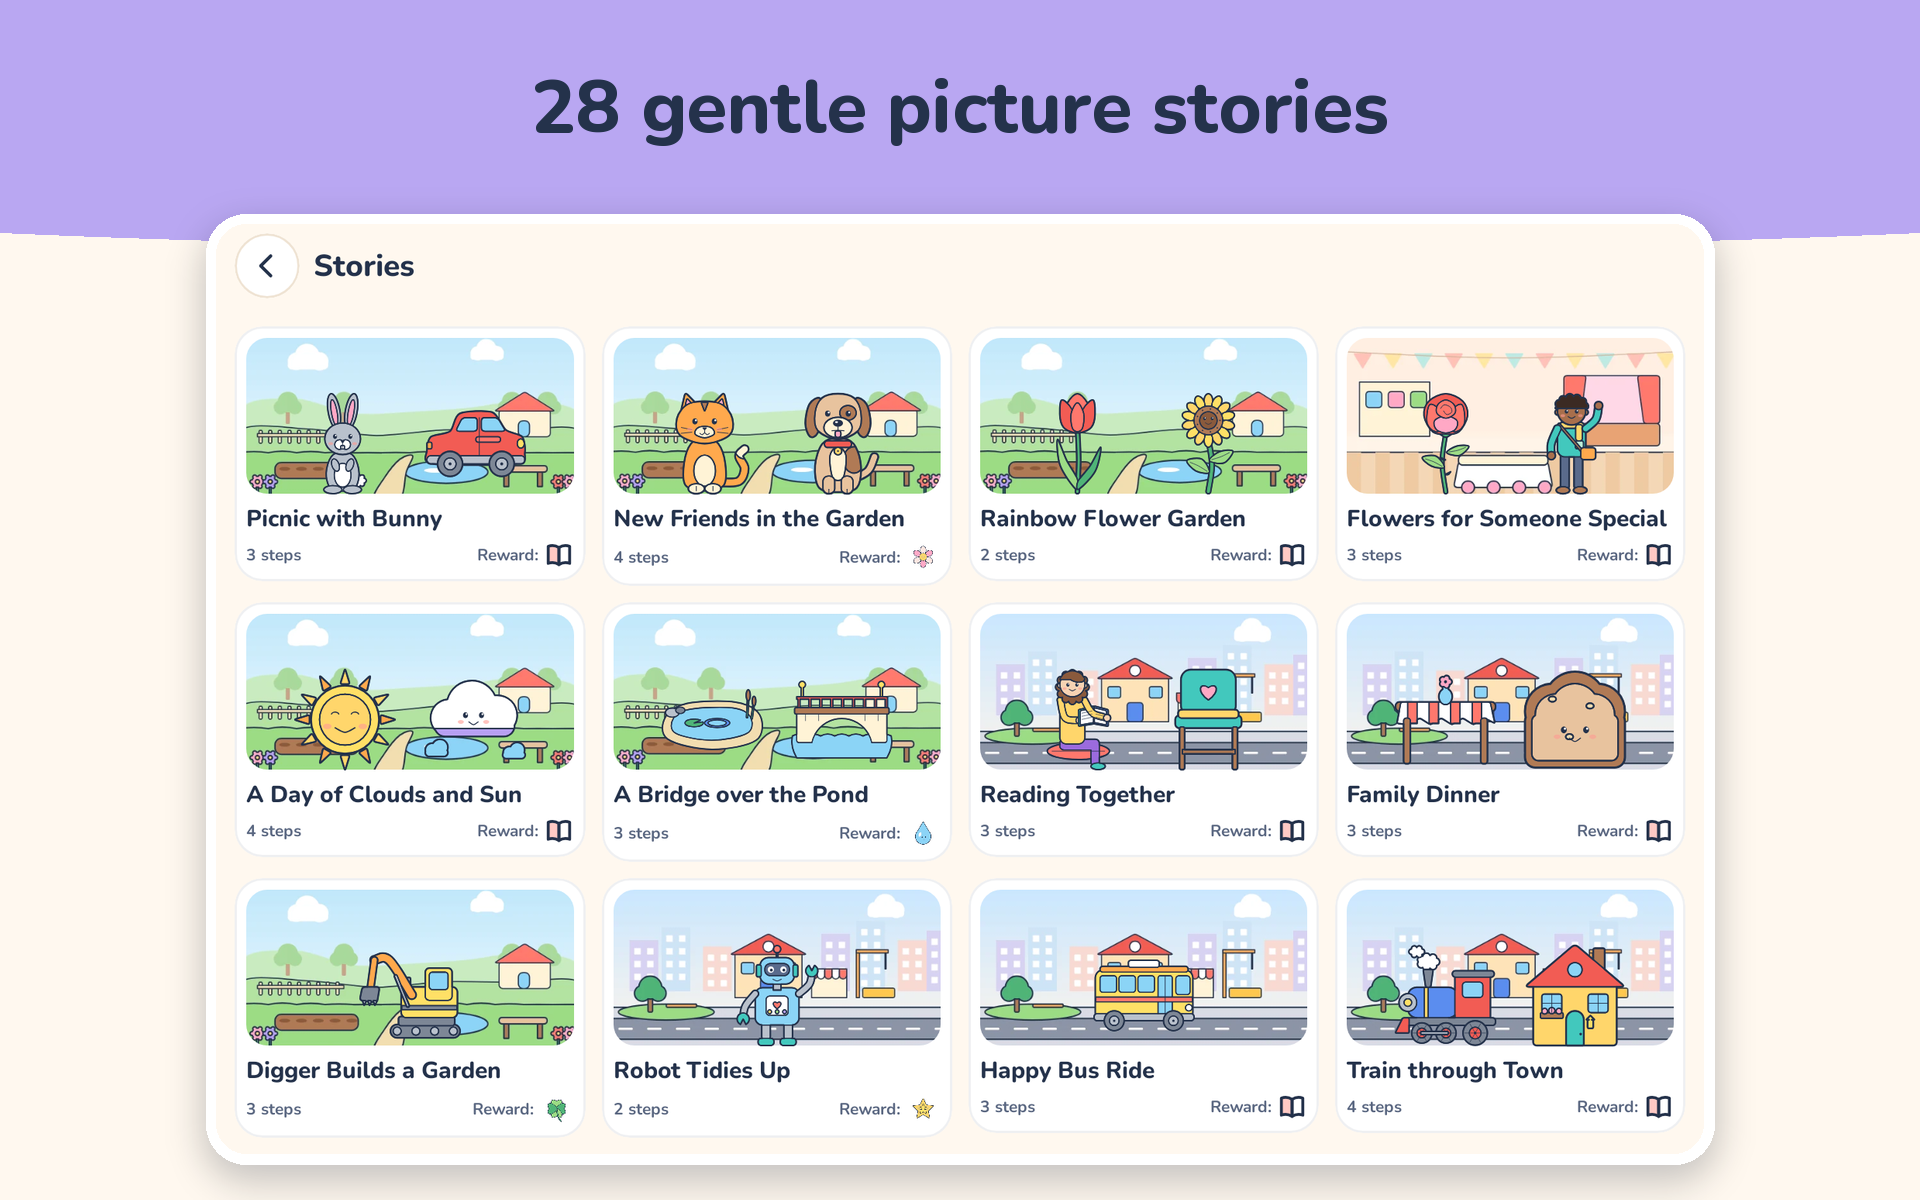 28 gentle picture stories
Stories
Picnic with Bunny
3 steps Reward:
New Friends in the Garden
4 steps Reward:
Rainbow Flower Garden
2 steps Reward:
Flowers for Someone Special
3 steps Reward:
A Day of Clouds and Sun
4 steps Reward:
A Bridge over the Pond
3 steps Reward:
Reading Together
3 steps Reward:
Family Dinner
3 steps Reward:
Digger Builds a Garden
3 steps Reward:
Robot Tidies Up
2 steps Reward:
Happy Bus Ride
3 steps Reward:
Train through Town
4 steps Reward: